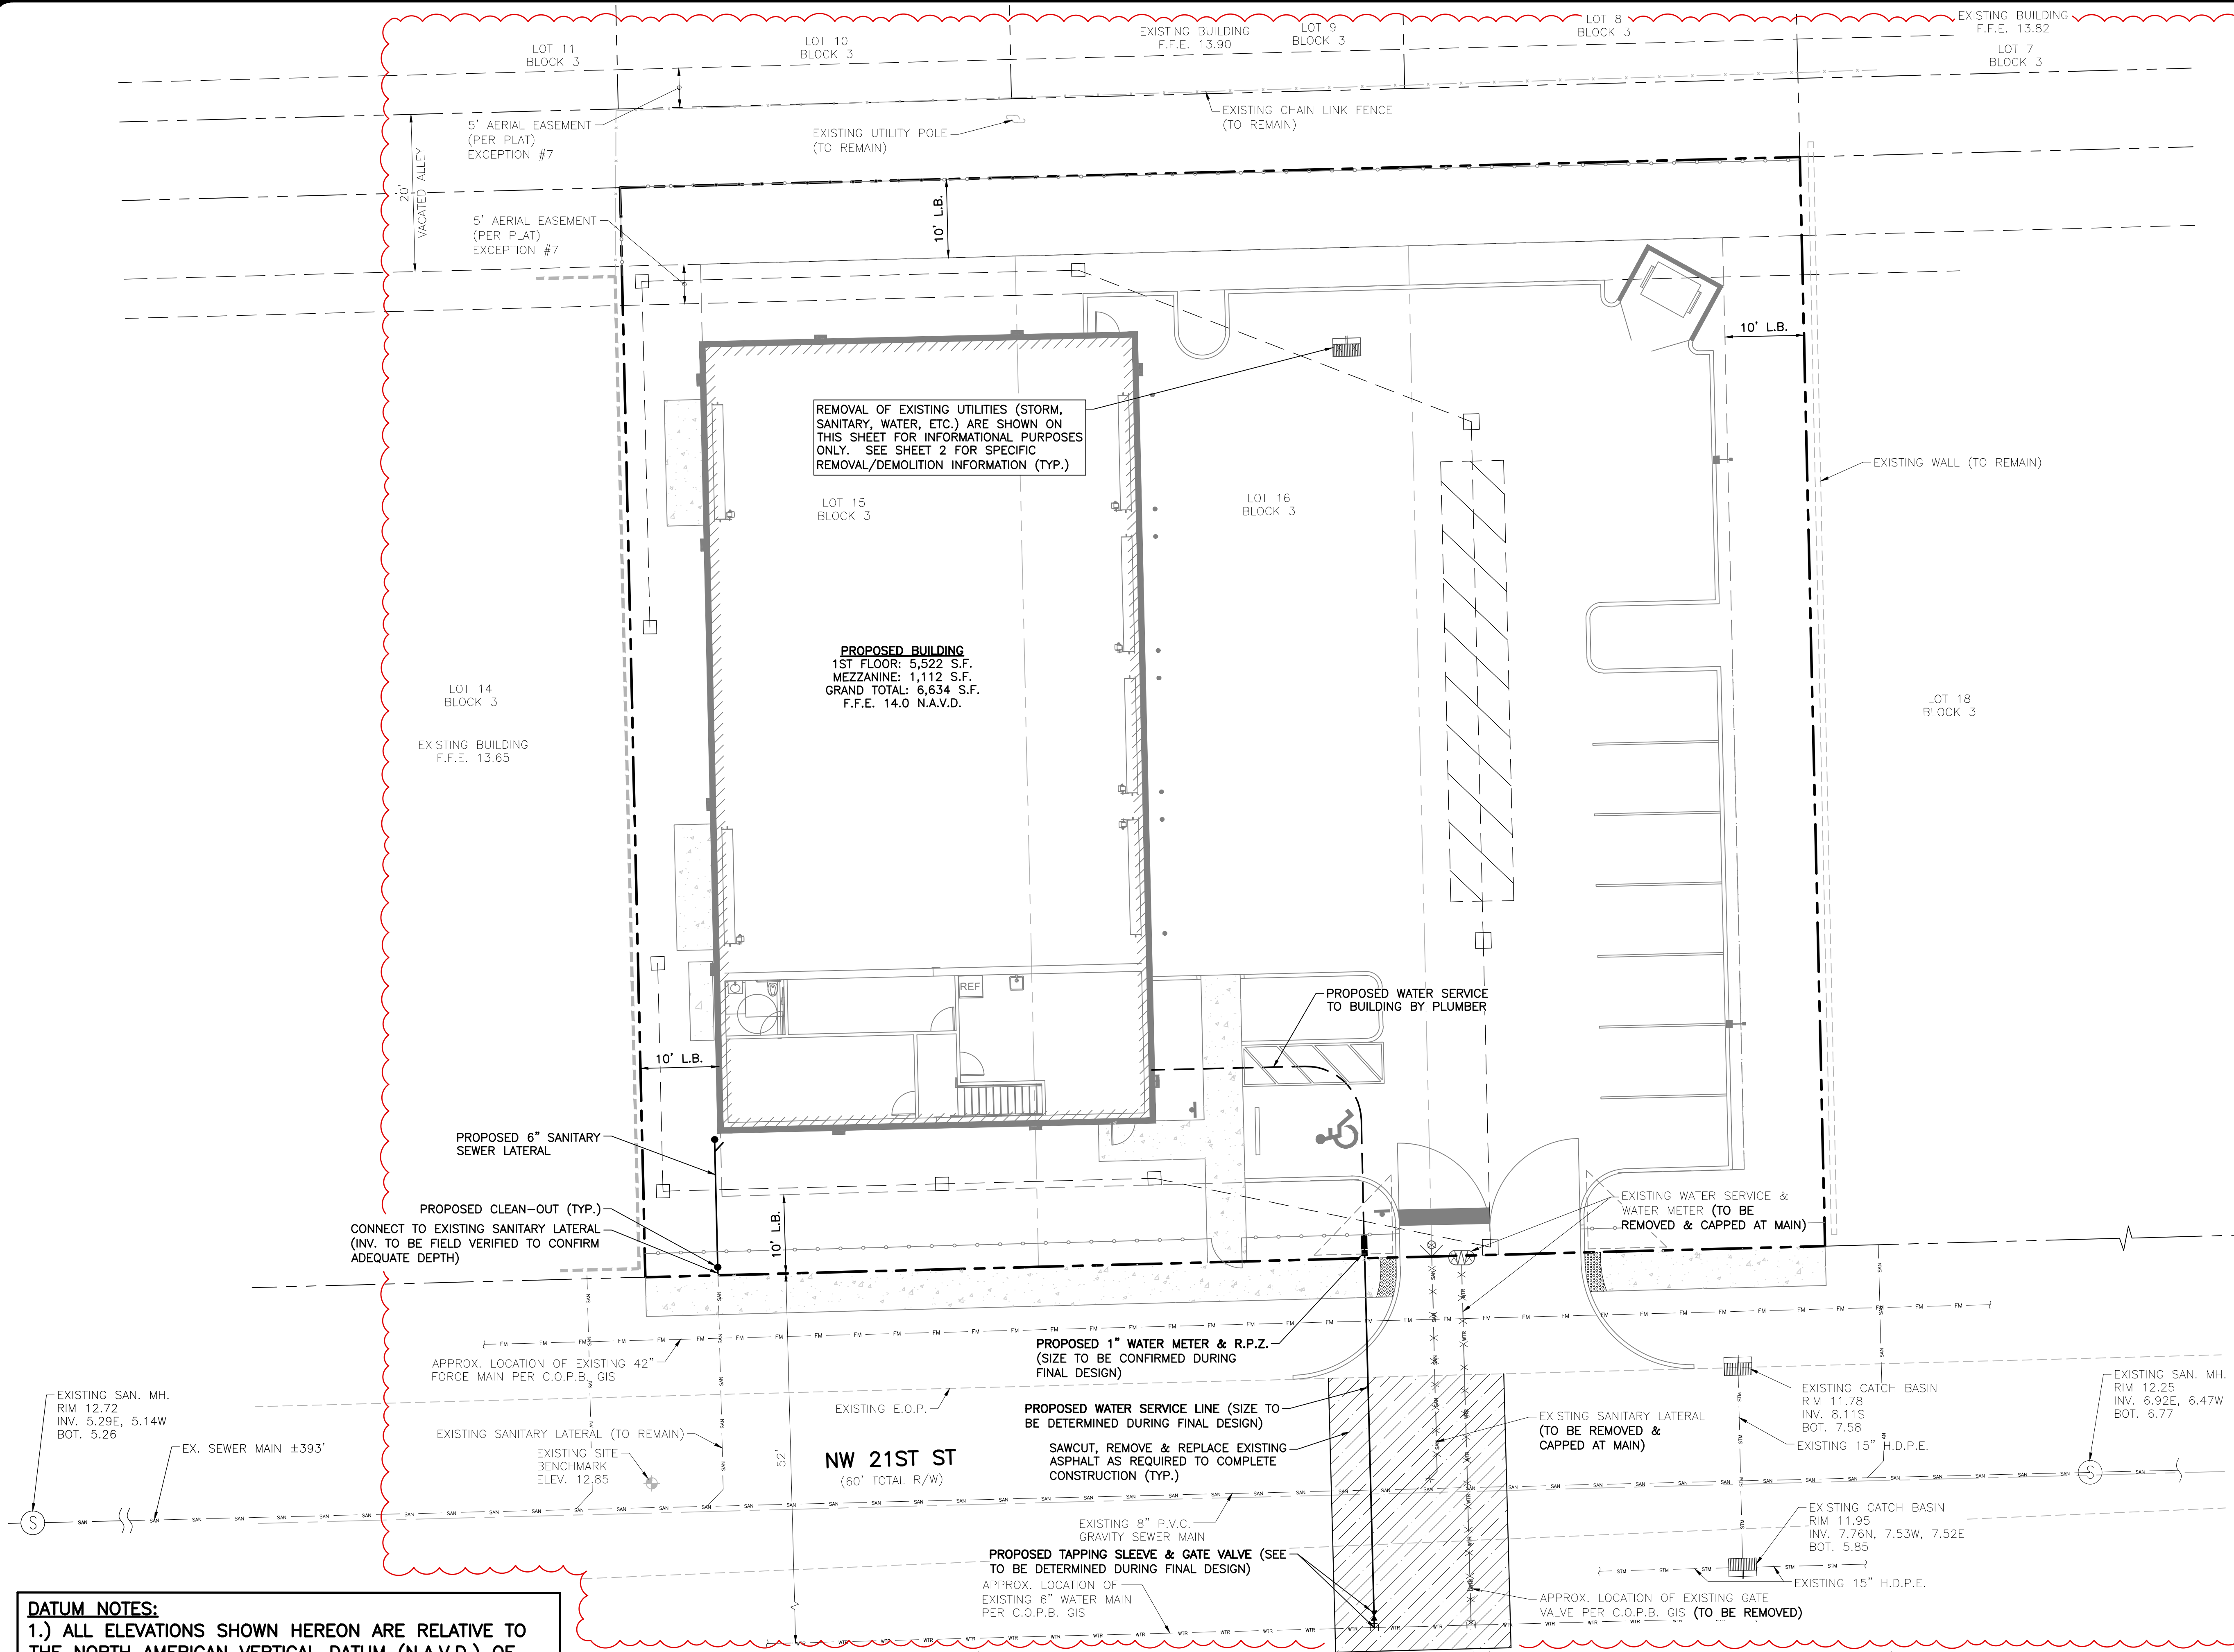 LOT 11
BLOCK 3
LOT 10
BLOCK 3
EXISTING BUILDING
F.F.E. 13.90
LOT 9
BLOCK 3
LOT 8
BLOCK 3
EXISTING BUILDING
F.F.E. 13.82
LOT 7
BLOCK 3
5' AERIAL EASEMENT
(PER PLAT)
EXCEPTION #7
EXISTING UTILITY POLE
(TO REMAIN)
EXISTING CHAIN LINK FENCE
(TO REMAIN)
20'
VACATED ALLEY
5' AERIAL EASEMENT
(PER PLAT)
EXCEPTION #7
10' L.B.
10' L.B.
REMOVAL OF EXISTING UTILITIES (STORM,
SANITARY, WATER, ETC.) ARE SHOWN ON
THIS SHEET FOR INFORMATIONAL PURPOSES
ONLY. SEE SHEET 2 FOR SPECIFIC
REMOVAL/DEMOLITION INFORMATION (TYP.)
EXISTING WALL (TO REMAIN)
LOT 15
BLOCK 3
LOT 16
BLOCK 3
PROPOSED BUILDING
1ST FLOOR: 5,522 S.F.
MEZZANINE: 1,112 S.F.
GRAND TOTAL: 6,634 S.F.
F.F.E. 14.0 N.A.V.D.
LOT 14
BLOCK 3
EXISTING BUILDING
F.F.E. 13.65
LOT 18
BLOCK 3
REF
PROPOSED WATER SERVICE
TO BUILDING BY PLUMBER
10' L.B.
PROPOSED 6" SANITARY
SEWER LATERAL
PROPOSED CLEAN-OUT (TYP.)
CONNECT TO EXISTING SANITARY LATERAL
(INV. TO BE FIELD VERIFIED TO CONFIRM
ADEQUATE DEPTH)
10' L.B.
EXISTING WATER SERVICE &
WATER METER (TO BE
REMOVED & CAPPED AT MAIN)
APPROX. LOCATION OF EXISTING 42"
FORCE MAIN PER C.O.P.B. GIS
PROPOSED 1" WATER METER & R.P.Z.
(SIZE TO BE CONFIRMED DURING
FINAL DESIGN)
EXISTING SAN. MH.
RIM 12.72
INV. 5.29E, 5.14W
BOT. 5.26
EX. SEWER MAIN ±393'
EXISTING SANITARY LATERAL (TO REMAIN)
EXISTING SITE
BENCHMARK
ELEV. 12.85
52'
EXISTING E.O.P.
NW 21ST ST
(60' TOTAL R/W)
PROPOSED WATER SERVICE LINE (SIZE TO
BE DETERMINED DURING FINAL DESIGN)
SAWCUT, REMOVE & REPLACE EXISTING
ASPHALT AS REQUIRED TO COMPLETE
CONSTRUCTION (TYP.)
EXISTING SANITARY LATERAL
(TO BE REMOVED &
CAPPED AT MAIN)
EXISTING CATCH BASIN
RIM 11.78
INV. 8.11S
BOT. 7.58
EXISTING 15" H.D.P.E.
EXISTING SAN. MH.
RIM 12.25
INV. 6.92E, 6.47W
BOT. 6.77
EXISTING 8" P.V.C.
GRAVITY SEWER MAIN
EXISTING CATCH BASIN
RIM 11.95
INV. 7.76N, 7.53W, 7.52E
BOT. 5.85
EXISTING 15" H.D.P.E.
PROPOSED TAPPING SLEEVE & GATE VALVE (SEE
TO BE DETERMINED DURING FINAL DESIGN)
APPROX. LOCATION OF
EXISTING 6" WATER MAIN
PER C.O.P.B. GIS
APPROX. LOCATION OF EXISTING GATE
VALVE PER C.O.P.B. GIS (TO BE REMOVED)
S
S
DATUM NOTES:
1.) ALL ELEVATIONS SHOWN HEREON ARE RELATIVE TO
THE NORTH AMERICAN VERTICAL DATUM (N.A.V.D.) OF